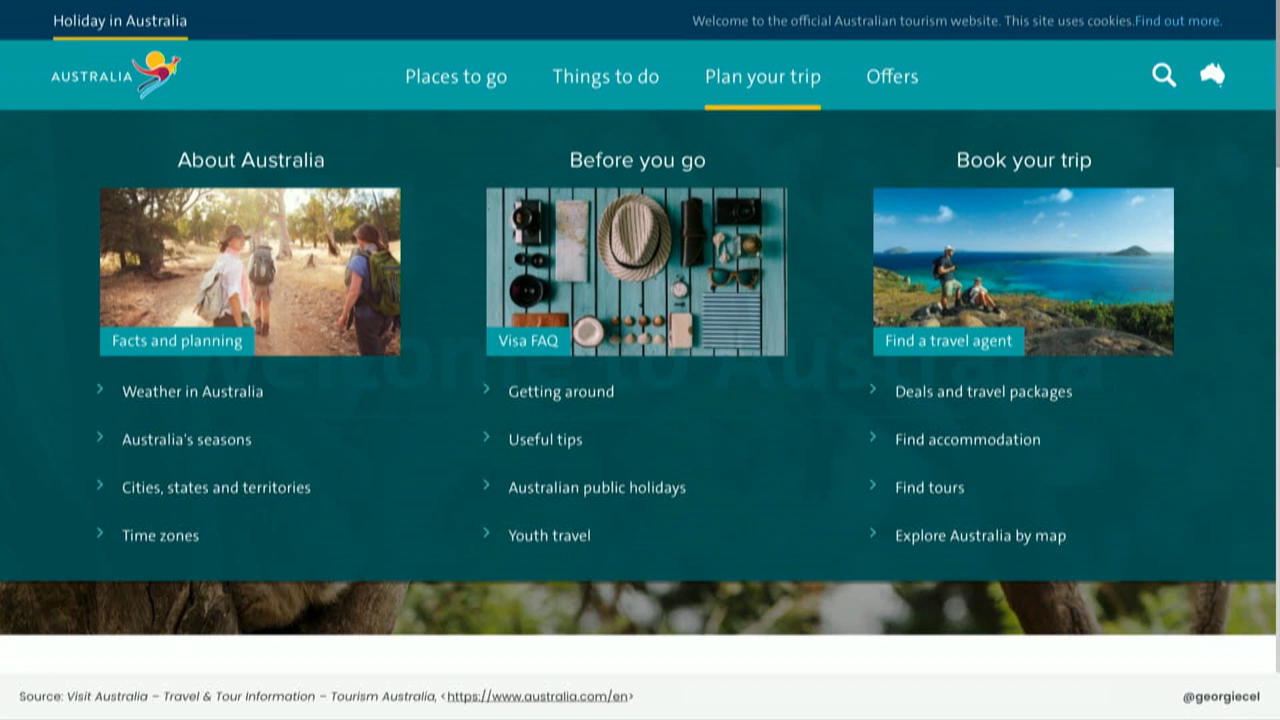 Holiday in Australia
Welcome to the official Australian tourism website. This site uses cookies.Find out more.
AUSTRALIA
Places to go
Things to do
Plan your trip
Offers
About Australia
Before you go
Book your trip
Facts and planning
Visa FAQ
Find a travel agent
Welcome to Australia
Weather in Australia
Getting around
Deals and travel packages
Australia's seasons
Useful tips
Find accommodation
Cities, states and territories
Australian public holidays
Find tours
Time zones
Youth travel
Explore Australia by map
Source: Visit Australia – Travel & Tour Information – Tourism Australia, <https://www.australia.com/en>
@georgiecel